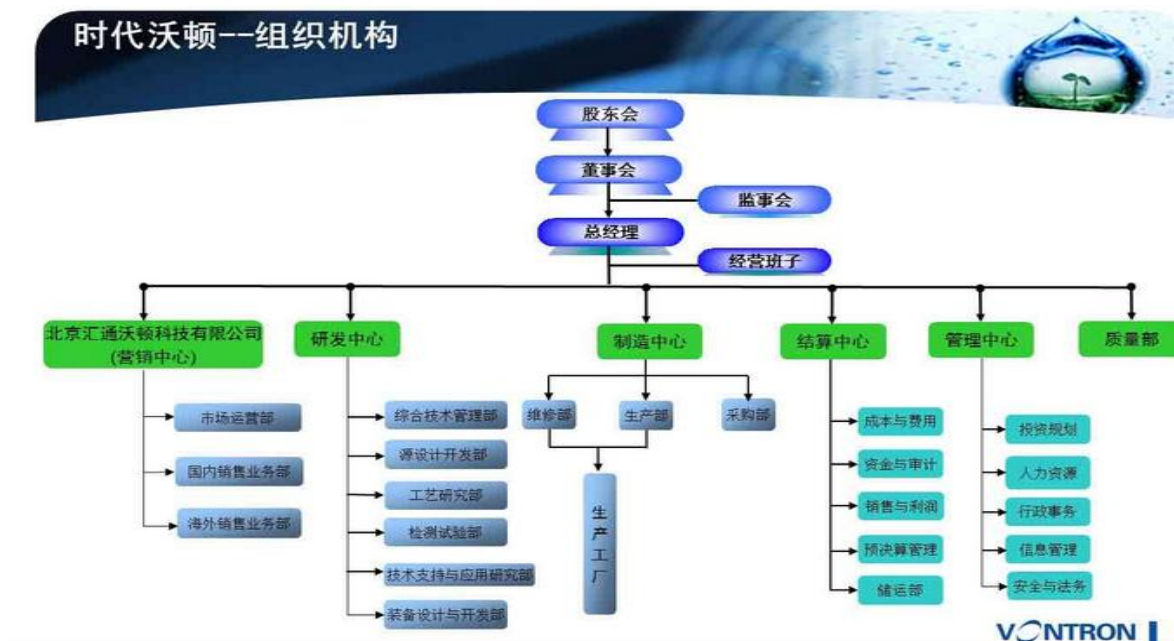 时代沃顿--组织机构
股东会
董事会
监事会
总经理
经营班子
北京汇通沃顿科技有限公司
(营销中心)
研发中心
制造中心
结算中心
管理中心
质量部
市场运营部
国内销售业务部
海外销售业务部
综合技术管理部
源设计开发部
工艺研究部
检测试验部
技术支持与应用研究部
装备设计与开发部
维修部
生产部
采购部
生产工厂
成本与费用
资金与审计
销售与利润
预决算管理
储运部
投资规划
人力资源
行政事务
信息管理
安全与法务
VONTRON